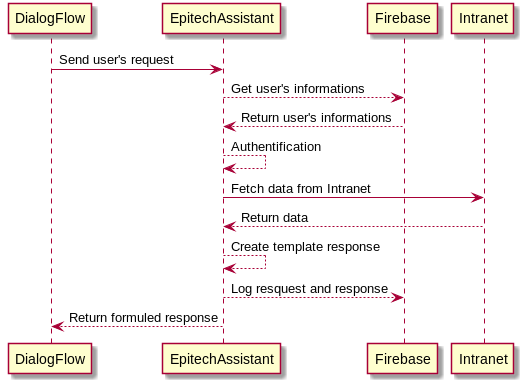 DialogFlow EpitechAssistant Firebase Intranet
Send user's request
Get user's informations
Return user's informations
Authentification
Fetch data from Intranet
Return data
Create template response
Log resquest and response
Return formuled response
DialogFlow EpitechAssistant Firebase Intranet